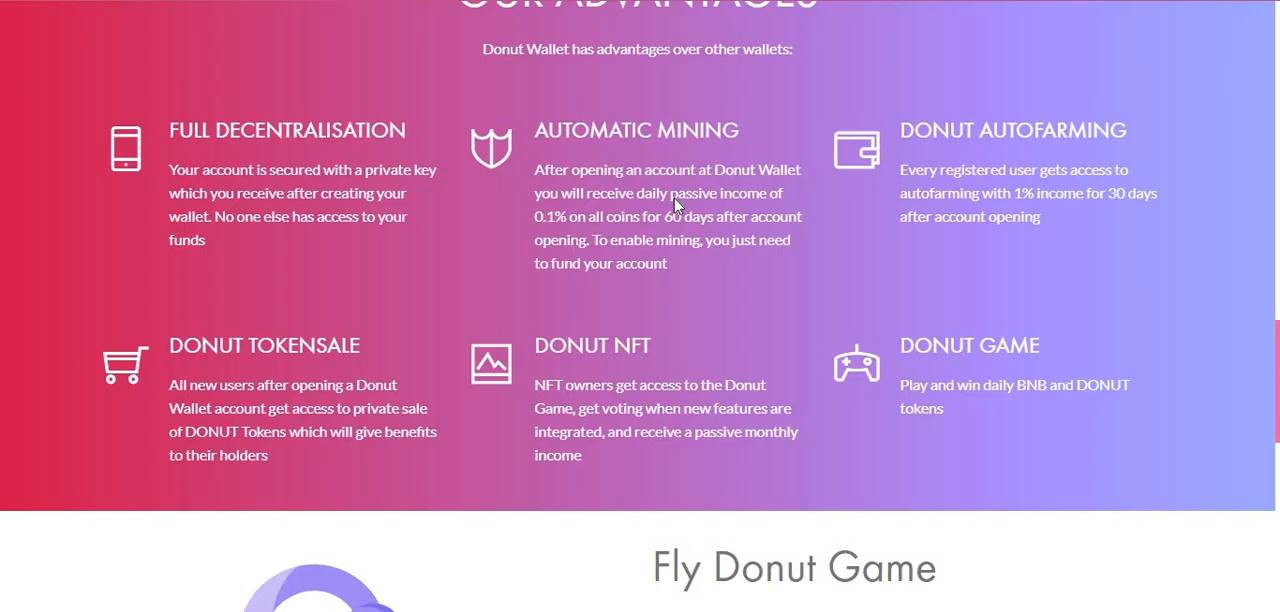 OUR ADVANTAGES
Donut Wallet has advantages over other wallets:
FULL DECENTRALISATION
Your account is secured with a private key
which you receive after creating your
wallet. No one else has access to your
funds
AUTOMATIC MINING
After opening an account at Donut Wallet
you will receive daily passive income of
0.1% on all coins for 60 days after account
opening. To enable mining, you just need
to fund your account
DONUT AUTOFARMING
Every registered user gets access to
autofarming with 1% income for 30 days
after account opening
DONUT TOKENSALE
All new users after opening a Donut
Wallet account get access to private sale
of DONUT Tokens which will give benefits
to their holders
DONUT NFT
NFT owners get access to the Donut
Game, get voting when new features are
integrated, and receive a passive monthly
income
DONUT GAME
Play and win daily BNB and DONUT
tokens
Fly Donut Game